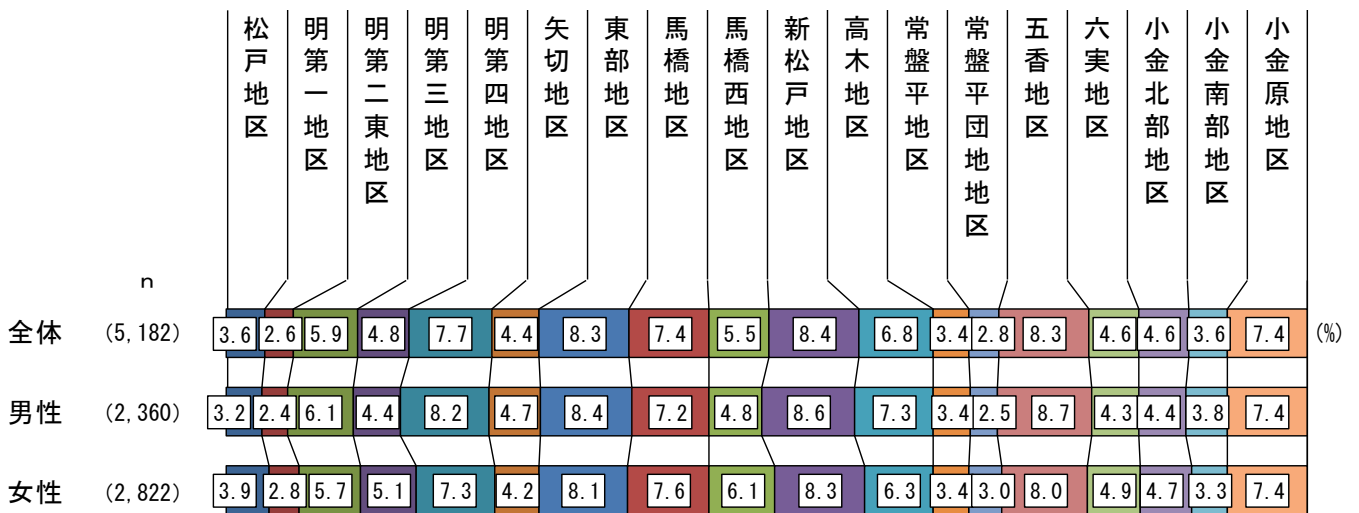 松戸地区
明第一地区
明第二東地区
明第三地区
明第四地区
矢切地区
東部地区
馬橋地区
馬橋西地区
新松戸地区
高木地区
常盤平地区
常盤平団地地区
五香地区
六実地区
小金北部地区
小金南部地区
小金原地区
n
全体 (5,182) 3.6 2.6 5.9 4.8 7.7 4.4 8.3 7.4 5.5 8.4 6.8 3.4 2.8 8.3 4.6 4.6 3.6 7.4 (%)
男性 (2,360) 3.2 2.4 6.1 4.4 8.2 4.7 8.4 7.2 4.8 8.6 7.3 3.4 2.5 8.7 4.3 4.4 3.8 7.4
女性 (2,822) 3.9 2.8 5.7 5.1 7.3 4.2 8.1 7.6 6.1 8.3 6.3 3.4 3.0 8.0 4.9 4.7 3.3 7.4